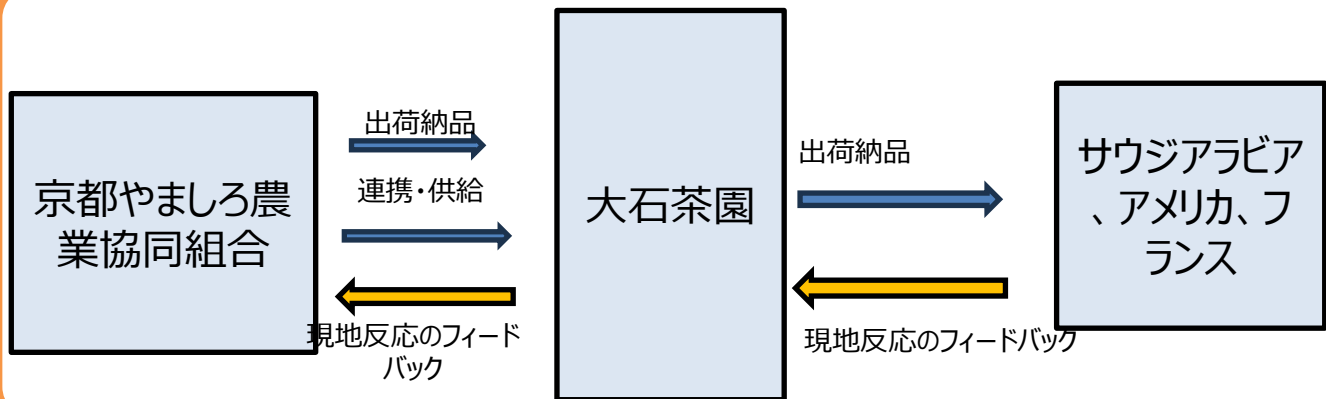 京都やましろ農
業協同組合
出荷納品
連携・供給
現地反応のフィード
バック
大石茶園
出荷納品
現地反応のフィードバック
サウジアラビア
、アメリカ、フ
ランス